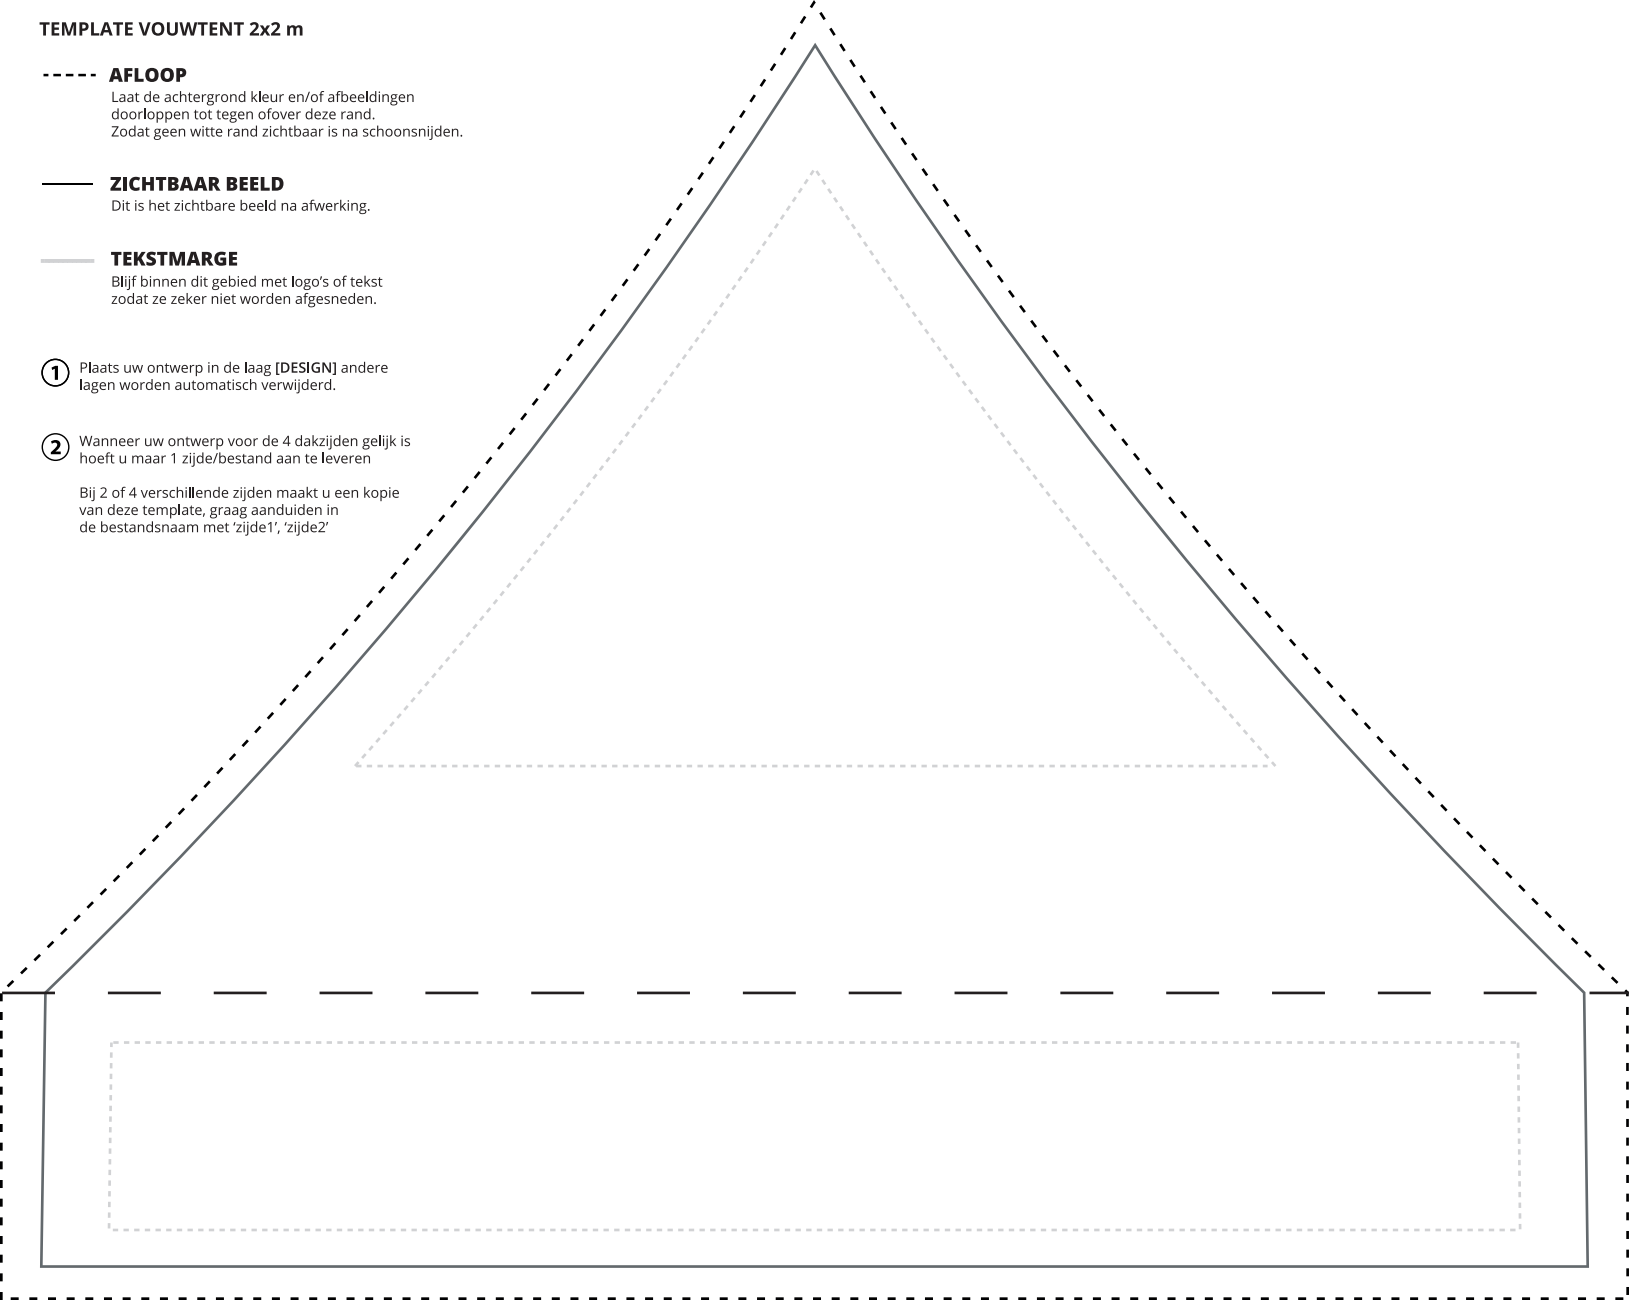 TEMPLATE VOUWTENT 2x2 m
AFLOOP
Laat de achtergrond kleur en/of afbeeldingen
doorloppen tot tegen ofover deze rand.
Zodat geen witte rand zichtbaar is na schoonsnijden.
ZICHTBAAR BEELD
Dit is het zichtbare beeld na afwerking.
TEKSTMARGE
Blijf binnen dit gebied met logo’s of tekst
zodat ze zeker niet worden afgesneden.
1 Plaats uw ontwerp in de laag [DESIGN] andere
lagen worden automatisch verwijderd.
2 Wanneer uw ontwerp voor de 4 dakzijden gelijk is
hoeft u maar 1 zijde/bestand aan te leveren
Bij 2 of 4 verschillende zijden maakt u een kopie
van deze template, graag aanduiden in
de bestandsnaam met ‘zijde1’, ‘zijde2’